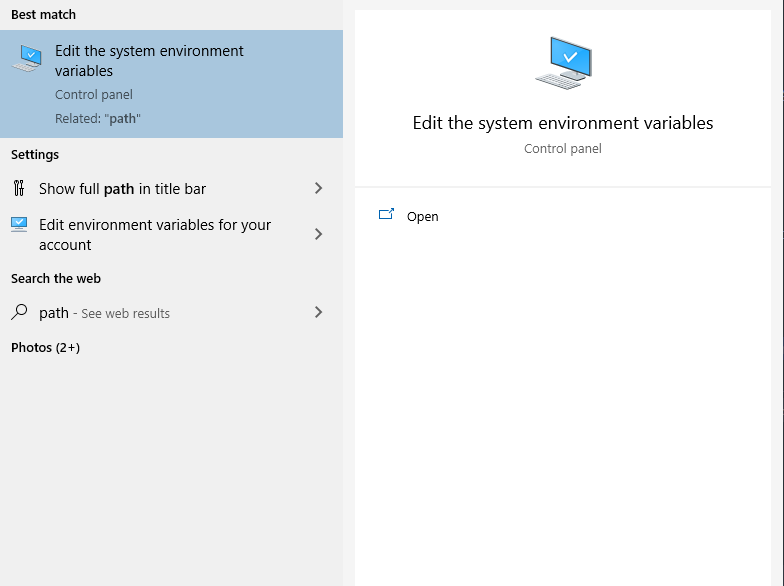 Best match
Edit the system environment
variables
Control panel
Related: "path"
Settings
Show full path in title bar
Edit environment variables for your
account
Search the web
path - See web results
Photos (2+)
Edit the system environment variables
Control panel
Open